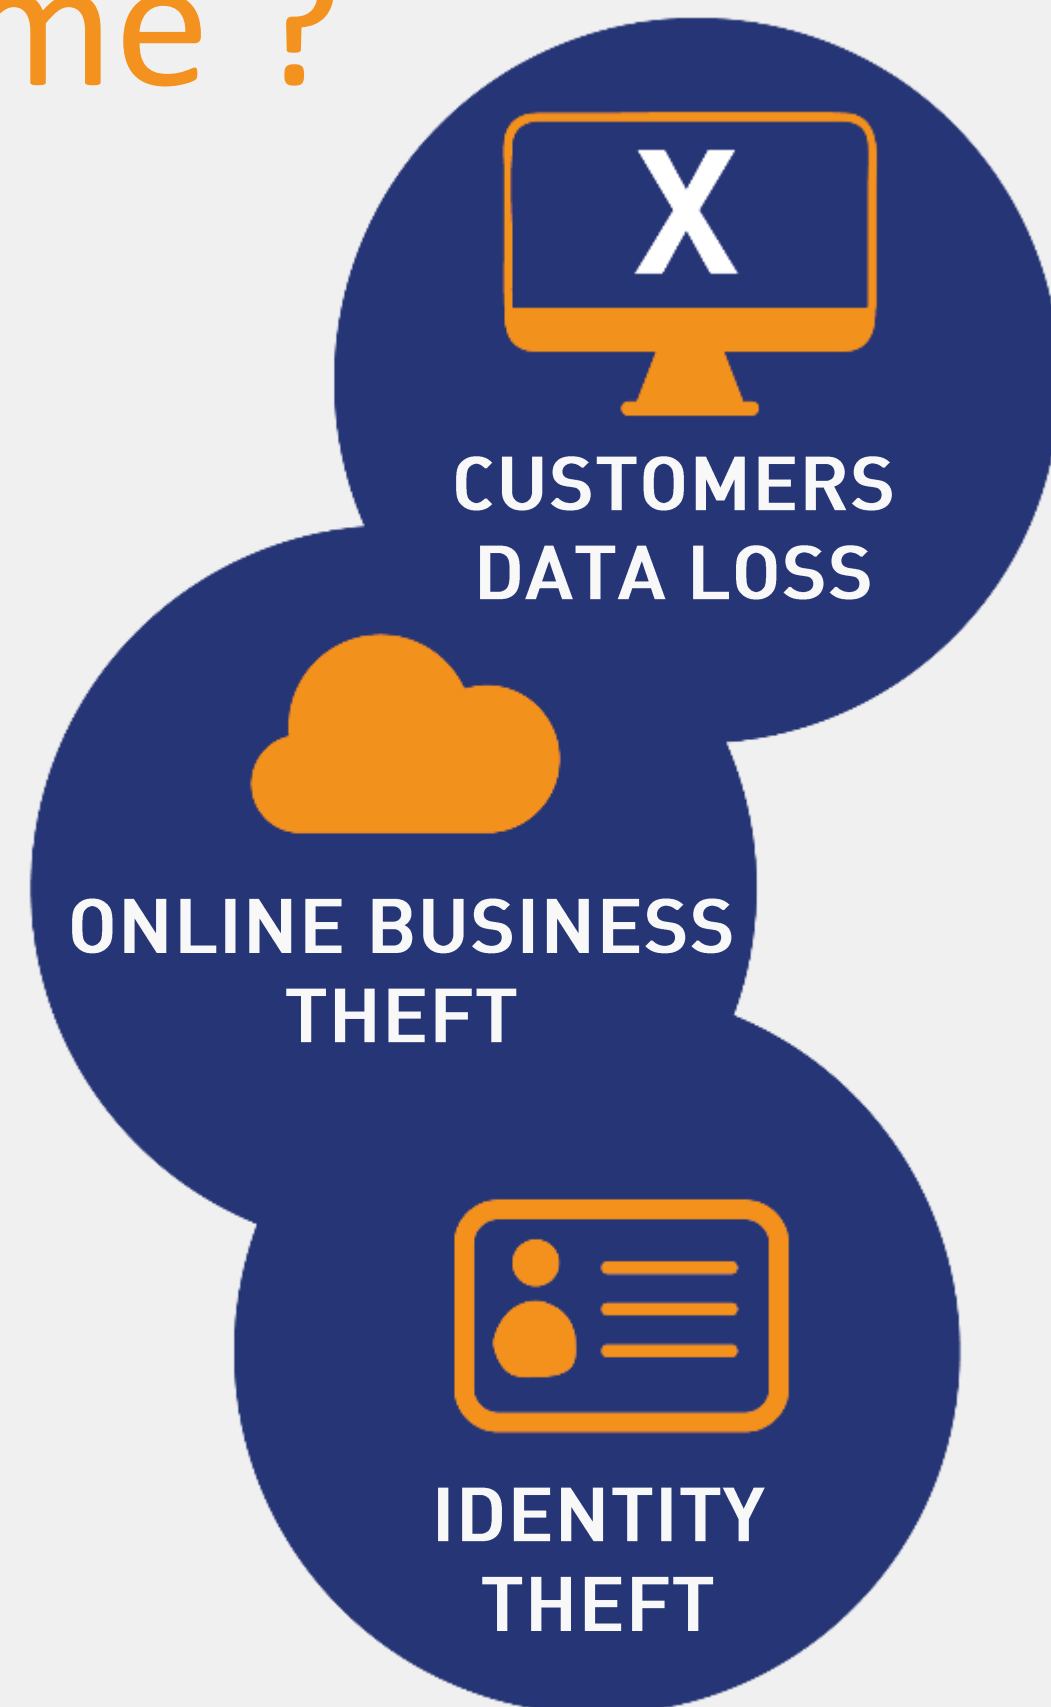 me ?
X
CUSTOMERS
DATA LOSS
ONLINE BUSINESS
THEFT
IDENTITY
THEFT